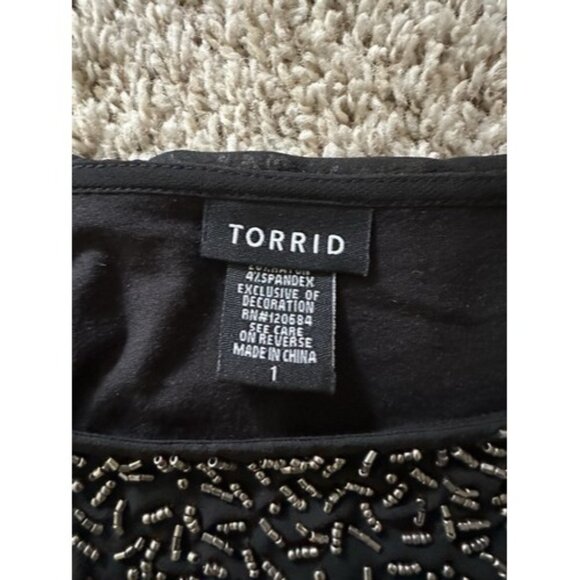 TORRID
4%SPANDEX
EXCLUSIVE OF
DECORATION
RN#120684
SEE CARE
ON REVERSE
MADE IN CHINA
1